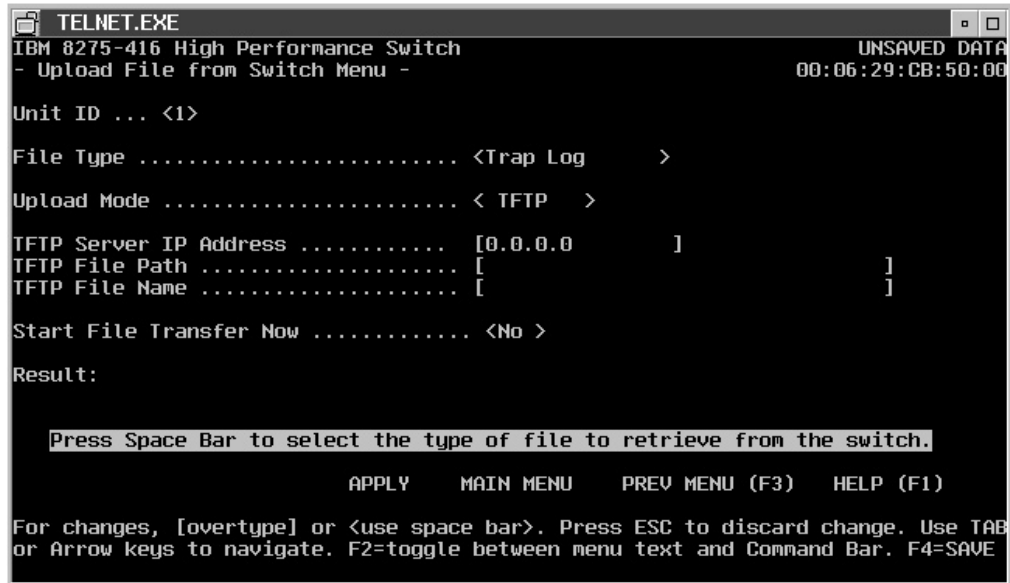 TELNET.EXE
IBM 8275-416 High Performance Switch UNSAVED DATA
- Upload File from Switch Menu - 00:06:29:CB:50:00
Unit ID ... <1>
File Type .......................... <Trap Log >
Upload Mode ........................ < TFTP >
TFTP Server IP Address ............ [0.0.0.0 ]
TFTP File Path ..................... [ ]
TFTP File Name ..................... [ ]
Start File Transfer Now ............. <No >
Result:
Press Space Bar to select the type of file to retrieve from the switch.
APPLY MAIN MENU PREV MENU (F3) HELP (F1)
For changes, [overtype] or <use space bar>. Press ESC to discard change. Use TAB
or Arrow keys to navigate. F2=toggle between menu text and Command Bar. F4=SAVE